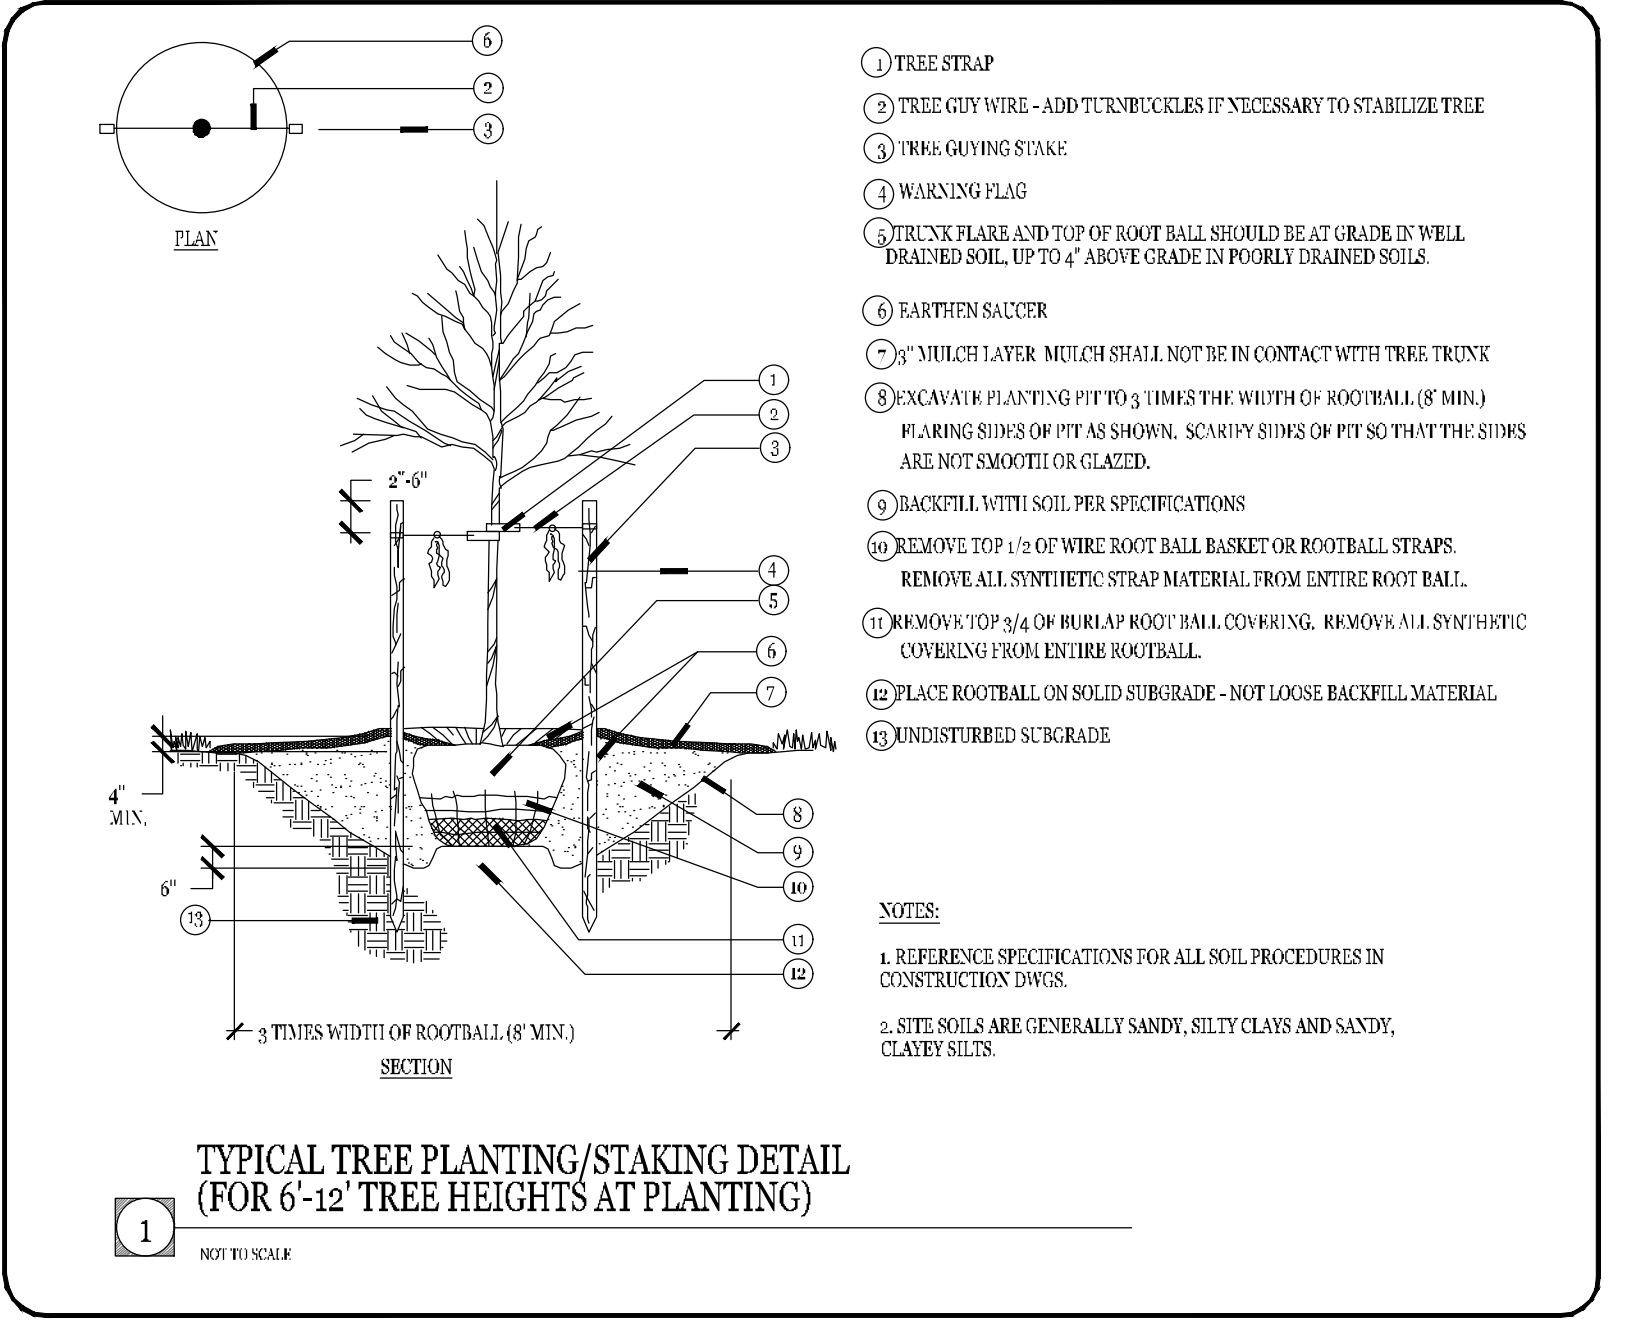 6
2
3
PLAN
1
2
3
2"-6"
4
5
6
7
4"
MIN.
8
9
6"
10
13
11
12
3 TIMES WIDTH OF ROOTBALL (8' MIN.)
SECTION
1 TREE STRAP
2 TREE GUY WIRE - ADD TURNBUCKLES IF NECESSARY TO STABILIZE TREE
3 TREE GUYING STAKE
4 WARNING FLAG
5 TRUNK FLARE AND TOP OF ROOT BALL SHOULD BE AT GRADE IN WELL
DRAINED SOIL, UP TO 4" ABOVE GRADE IN POORLY DRAINED SOILS.
6 EARTHEN SAUCER
7 3" MULCH LAYER MULCH SHALL NOT BE IN CONTACT WITH TREE TRUNK
8 EXCAVATE PLANTING PIT TO 3 TIMES THE WIDTH OF ROOTBALL (8' MIN.)
FLARING SIDES OF PIT AS SHOWN. SCARIFY SIDES OF PIT SO THAT THE SIDES
ARE NOT SMOOTH OR GLAZED.
9 BACKFILL WITH SOIL PER SPECIFICATIONS
10 REMOVE TOP 1/2 OF WIRE ROOT BALL BASKET OR ROOTBALL STRAPS.
REMOVE ALL SYNTHETIC STRAP MATERIAL FROM ENTIRE ROOT BALL.
11 REMOVE TOP 3/4 OF BURLAP ROOT BALL COVERING. REMOVE ALL SYNTHETIC
COVERING FROM ENTIRE ROOTBALL.
12 PLACE ROOTBALL ON SOLID SUBGRADE - NOT LOOSE BACKFILL MATERIAL
13 UNDISTURBED SUBGRADE
NOTES:
1. REFERENCE SPECIFICATIONS FOR ALL SOIL PROCEDURES IN
CONSTRUCTION DWGS.
2. SITE SOILS ARE GENERALLY SANDY, SILTY CLAYS AND SANDY,
CLAYEY SILTS.
TYPICAL TREE PLANTING/STAKING DETAIL
(FOR 6'-12' TREE HEIGHTS AT PLANTING)
1
NOT TO SCALE